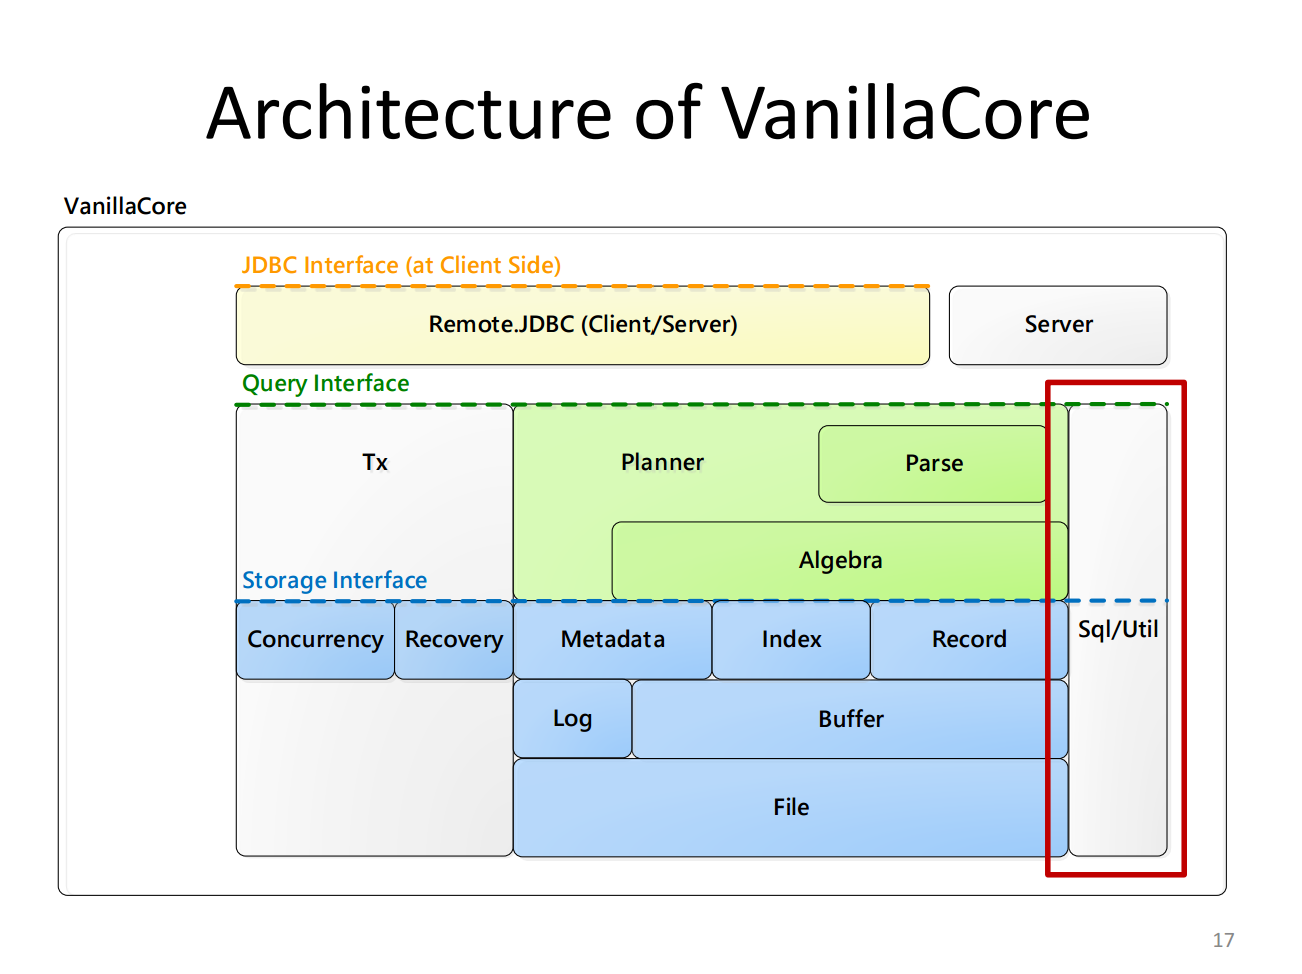 Architecture of VanillaCore
VanillaCore
JDBC Interface (at Client Side)
Remote.JDBC (Client/Server)
Server
Query Interface
Tx
Planner
Parse
Algebra
Storage Interface
Concurrency
Recovery
Metadata
Index
Record
Sql/Util
Log
Buffer
File
17